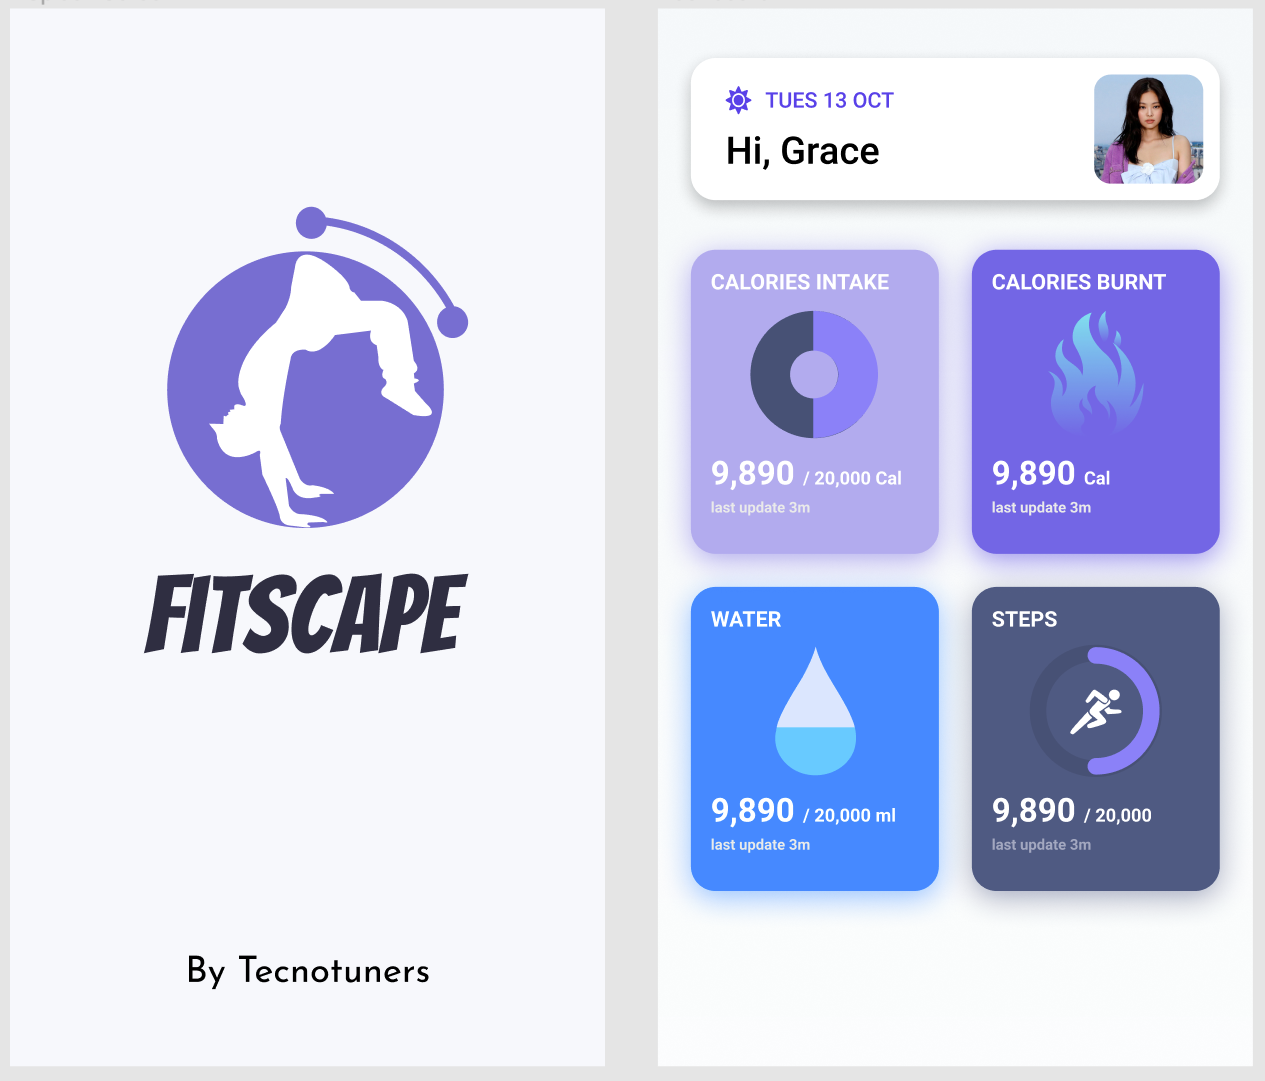 FITSCAPE
By Tecnotuners
TUES 13 OCT
Hi, Grace
CALORIES INTAKE
9,890 / 20,000 Cal
last update 3m
CALORIES BURNT
9,890 Cal
last update 3m
WATER
9,890 / 20,000 ml
last update 3m
STEPS
9,890 / 20,000
last update 3m